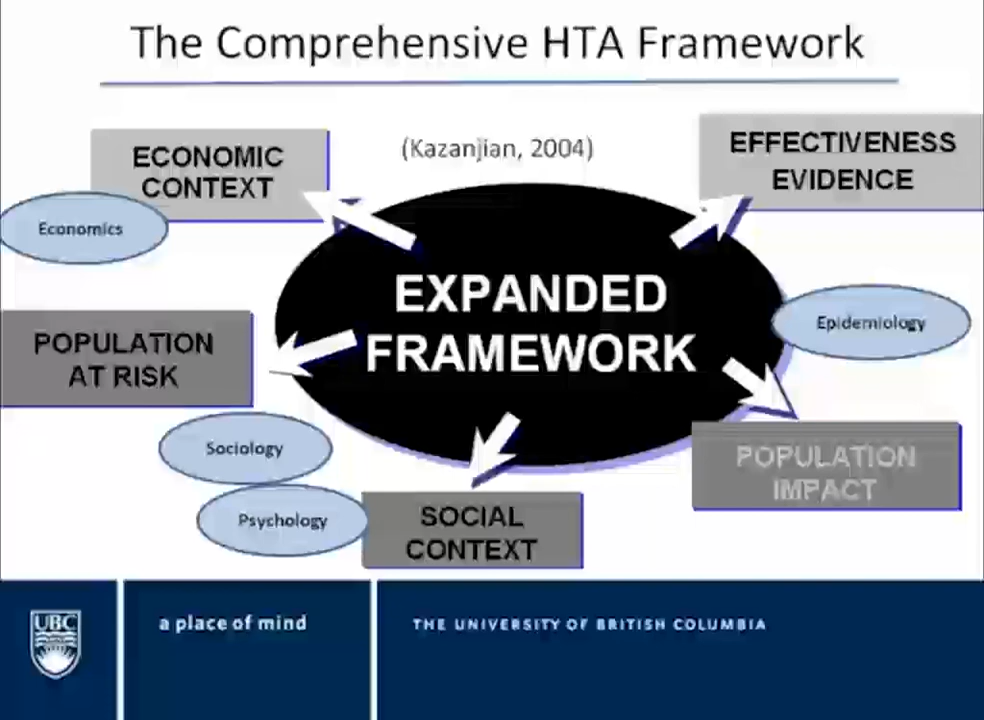 The Comprehensive HTA Framework
(Kazanjian, 2004)
ECONOMIC
CONTEXT
EFFECTIVENESS
EVIDENCE
Economics
EXPANDED
FRAMEWORK
Epidemiology
POPULATION
AT RISK
Sociology
POPULATION
IMPACT
Psychology
SOCIAL
CONTEXT
UBC
a place of mind
THE UNIVERSITY OF BRITISH COLUMBIA